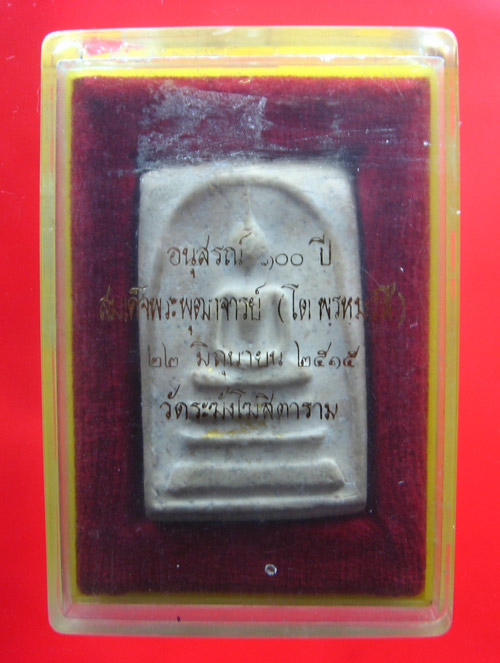 อนุสรณ์ ๑๐๐ ปี
สมเด็จพระพุฒาจารย์ (โต พรหมรังสี)
๒๒ มิถุนายน ๒๕๑๕
วัดระฆังโฆสิตาราม